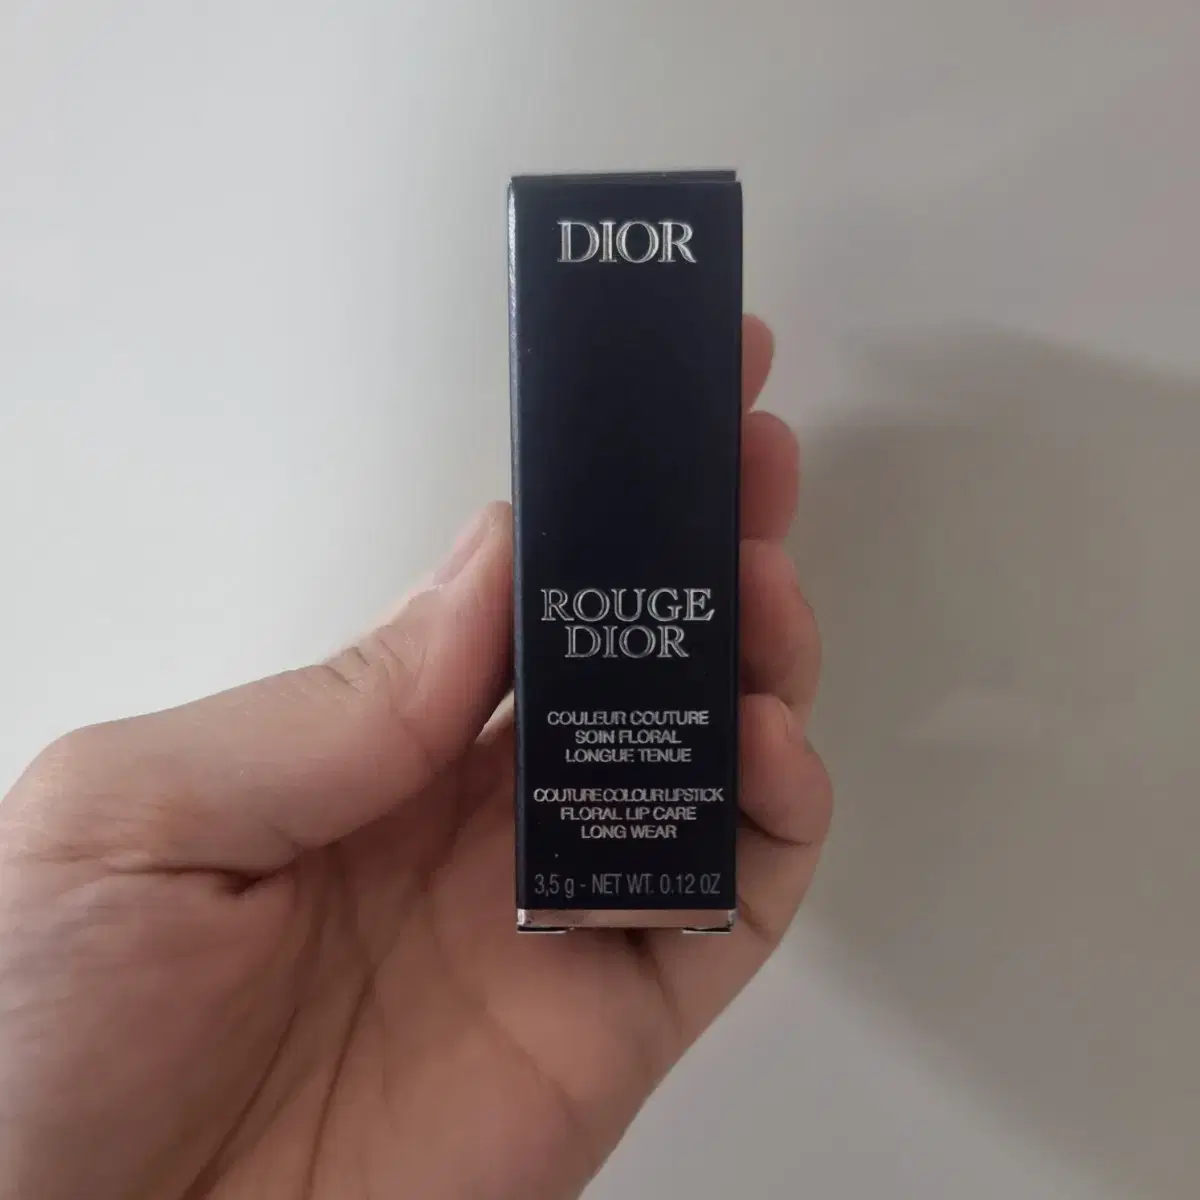 DIOR
ROUGE
DIOR
COULEUR COUTURE
SOIN FLORAL
LONGUE TENUE
COUTURE COLOUR LIPSTICK
FLORAL LIP CARE
LONG WEAR
3,5 g - NET WT. 0.12 OZ